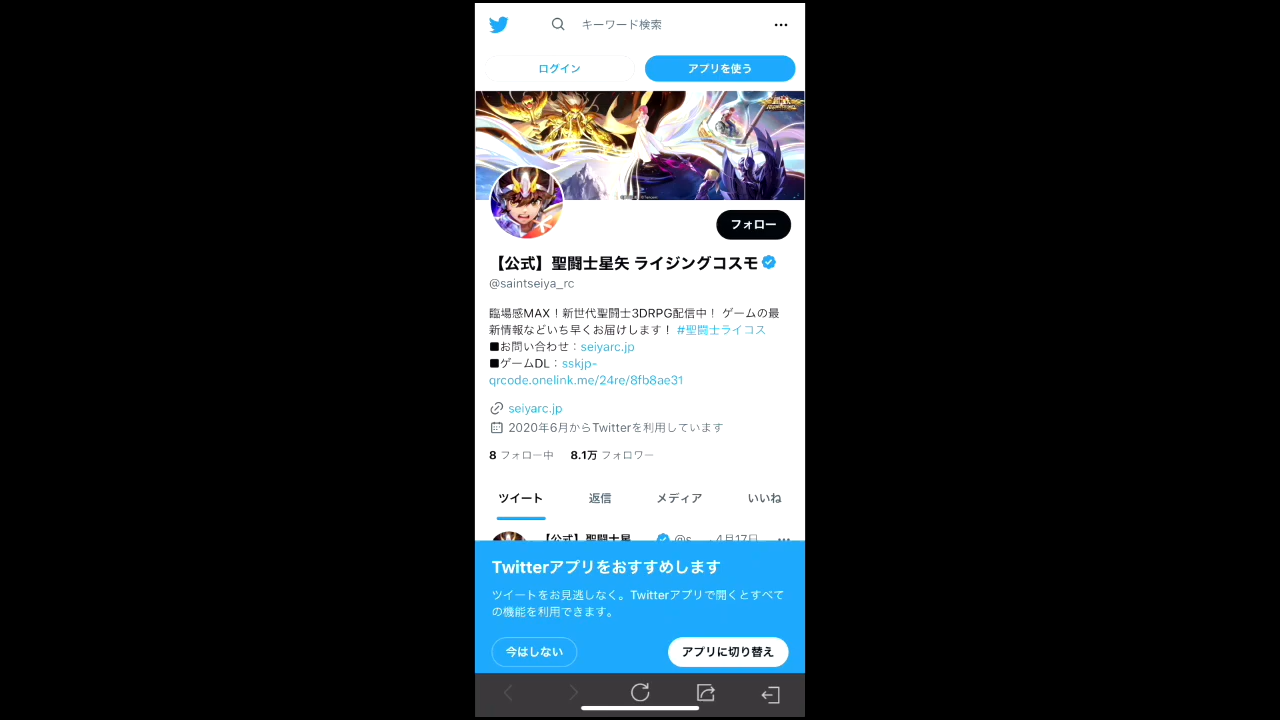 キーワード検索
ログイン
アプリを使う
フォロー
【公式】聖闘士星矢 ライジングコスモ
@saintseiya_rc
臨場感MAX！新世代聖闘士3DRPG配信中！ ゲームの最
新情報などいち早くお届けします！ #聖闘士ライコス
■お問い合わせ：seiyarc.jp
■ゲームDL：sskjp-
qrcode.onelink.me/24re/8fb8ae31
seiyarc.jp
2020年6月からTwitterを利用しています
8 フォロー中 8.1万 フォロワー
ツイート 返信 メディア いいね
【公式】聖闘士星 @s... 4月17日
Twitterアプリをおすすめします
ツイートをお見逃しなく。Twitterアプリで開くとすべて
の機能を利用できます。
今はしない
アプリに切り替え